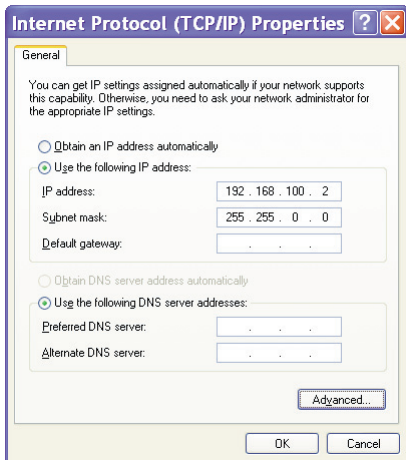 Internet Protocol (TCP/IP) Properties
General
You can get IP settings assigned automatically if your network supports
this capability. Otherwise, you need to ask your network administrator for
the appropriate IP settings.
Obtain an IP address automatically
Use the following IP address:
IP address: 192 . 168 . 100 . 2
Subnet mask: 255 . 255 . 0 . 0
Default gateway: . . .
Obtain DNS server address automatically
Use the following DNS server addresses:
Preferred DNS server: . . .
Alternate DNS server: . . .
Advanced...
OK Cancel